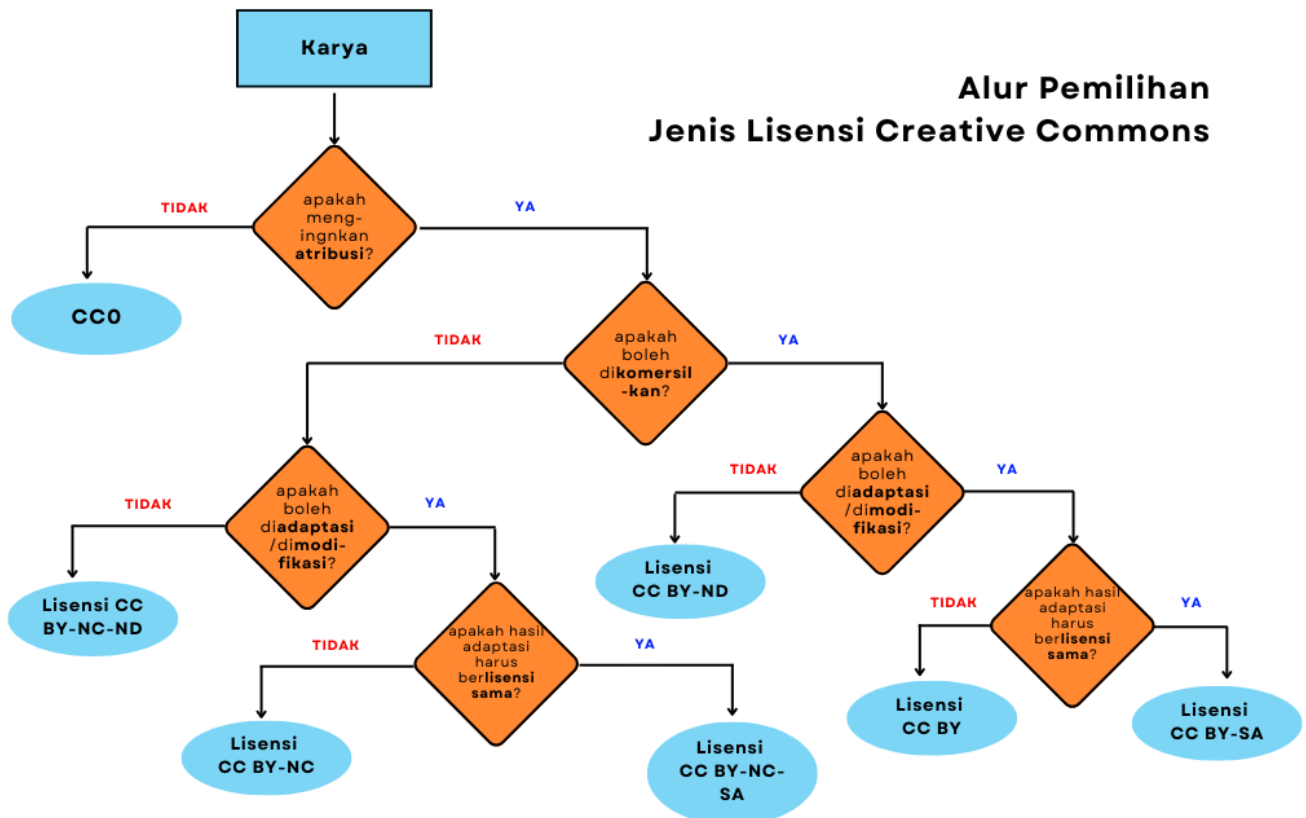 Karya
Alur Pemilihan
Jenis Lisensi Creative Commons
apakah
meng-
ingnkan
atribusi?
TIDAK
YA
CC0
apakah
boleh
dikomersil
-kan?
TIDAK
YA
apakah
boleh
diadaptasi
/dimodi-
fikasi?
TIDAK
YA
apakah
boleh
diadaptasi
/dimodi-
fikasi?
TIDAK
YA
Lisensi CC
BY-NC-ND
apakah hasil
adaptasi
harus
berlisensi
sama?
TIDAK
YA
Lisensi
CC BY-ND
apakah hasil
adaptasi
harus
berlisensi
sama?
TIDAK
YA
Lisensi
CC BY-NC
Lisensi
CC BY-NC-
SA
Lisensi
CC BY
Lisensi
CC BY-SA